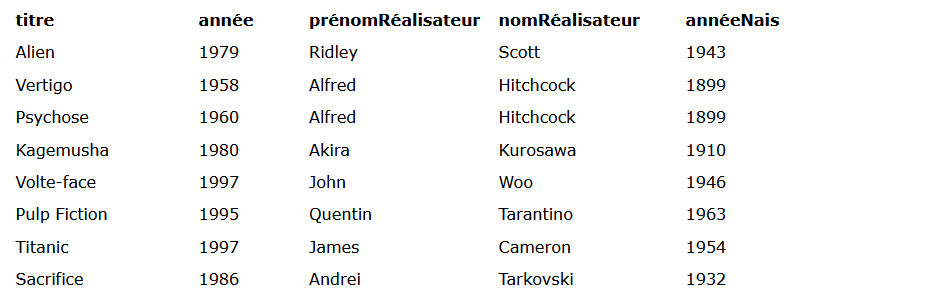 titre année prénomRéalisateur nomRéalisateur annéeNais
Alien 1979 Ridley Scott 1943
Vertigo 1958 Alfred Hitchcock 1899
Psychose 1960 Alfred Hitchcock 1899
Kagemusha 1980 Akira Kurosawa 1910
Volte-face 1997 John Woo 1946
Pulp Fiction 1995 Quentin Tarantino 1963
Titanic 1997 James Cameron 1954
Sacrifice 1986 Andrei Tarkovski 1932